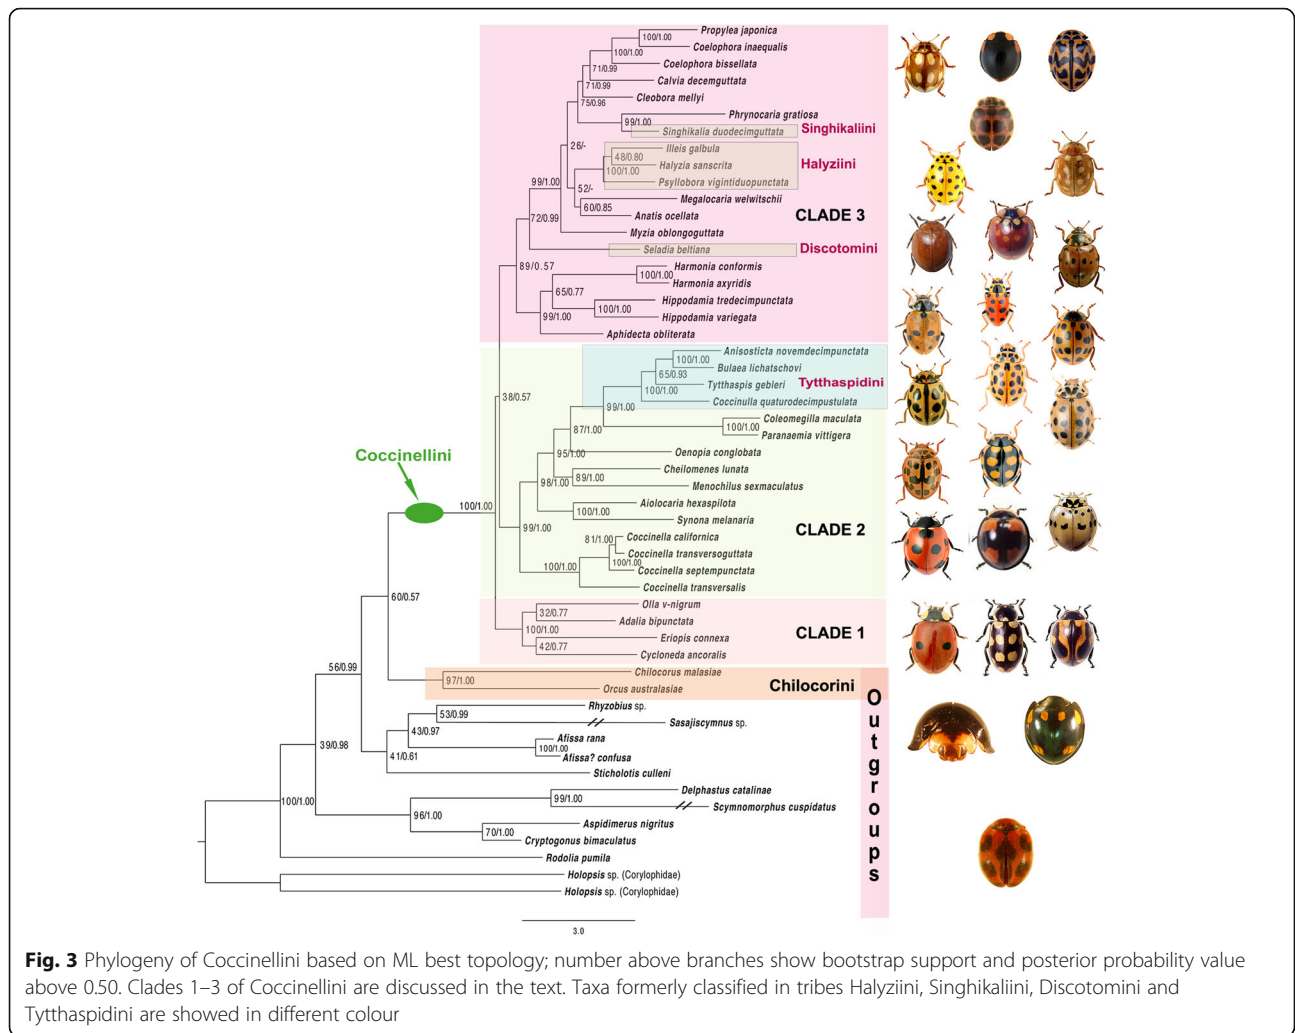 Propylea japonica
100/1.00
Coelophora inaequalis
100/1.00
Coelophora bissellata
71/0.99
Calvia decemguttata
71/0.99
Cleobora mellyi
75/0.96
Phrynocaria gratiosa
99/1.00
Singhikalia duodecimguttata
Singhikaliini
26/-
Illeis galbula
48/0.80
Halyzia sanscrita
Halyziini
100/1.00
Psyllobora vigintiduopunctata
99/1.00
52/-
Megalocaria welwitschii
60/0.85
Anatis ocellata
CLADE 3
72/0.99
Myzia oblongoguttata
Seladia beltiana
Discotomini
89/0.57
Harmonia conformis
100/1.00
Harmonia axyridis
65/0.77
Hippodamia tredecimpunctata
100/1.00
99/1.00
Hippodamia variegata
Aphidecta obliterata
Anisosticta novemdecimpunctata
100/1.00
Bulaea lichatschovi
65/0.93
Tytthaspis gebleri
Tytthaspidini
100/1.00
38/0.57
Coccinulla quaturodecimpustulata
99/1.00
Coleomegilla maculata
87/1.00
100/1.00
Paranaemia vittigera
95/1.00
Oenopia conglobata
Coccinellini
Cheilomenes lunata
89/1.00
98/1.00
Menochilus sexmaculatus
Aiolocaria hexaspilota
100/1.00
100/1.00
Synona melanaria
99/1.00
CLADE 2
Coccinella californica
81/1.00
Coccinella transversoguttata
100/1.00
100/1.00
Coccinella septempunctata
Coccinella transversalis
60/0.57
Olla v-nigrum
32/0.77
Adalia bipunctata
100/1.00
CLADE 1
Eriopis connexa
42/0.77
Cycloneda ancoralis
56/0.99
Chilocorus malasiae
97/1.00
Chilocorini
Orcus australasiae
Outgroups
Rhyzobius sp.
53/0.99
Sasajiscymnus sp.
43/0.97
Afissa rana
39/0.98
100/1.00
41/0.61
Afissa? confusa
Sticholotis culleni
Delphastus catalinae
100/1.00
99/1.00
Scymnomorphus cuspidatus
96/1.00
Aspidimerus nigritus
70/1.00
Cryptogonus bimaculatus
Rodolia pumila
Holopsis sp. (Corylophidae)
Holopsis sp. (Corylophidae)
3.0
Fig. 3 Phylogeny of Coccinellini based on ML best topology; number above branches show bootstrap support and posterior probability value
above 0.50. Clades 1–3 of Coccinellini are discussed in the text. Taxa formerly classified in tribes Halyziini, Singhikaliini, Discotomini and
Tytthaspidini are showed in different colour